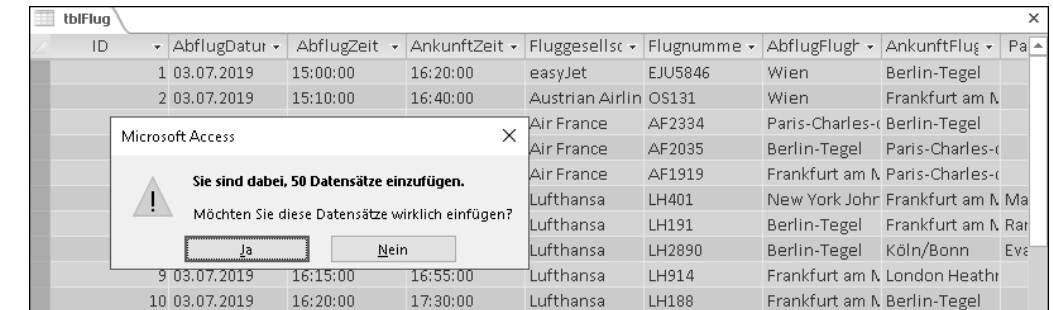 tblFlug
ID AbflugDatur AbflugZeit AnkunftZeit Fluggesellsc Flugnumme AbflugFlugh AnkunftFlug Pa
1 03.07.2019 15:00:00 16:20:00 easyJet EJU5846 Wien Berlin-Tegel
2 03.07.2019 15:10:00 16:40:00 Austrian Airlin OS131 Wien Frankfurt am M
Air France AF2334 Paris-Charles-d Berlin-Tegel
Microsoft Access
Air France AF2035 Berlin-Tegel Paris-Charles-d
Air France AF1919 Frankfurt am M Paris-Charles-d
Sie sind dabei, 50 Datensätze einzufügen.
Lufthansa LH401 New York John Frankfurt am M Ma
Möchten Sie diese Datensätze wirklich einfügen?
Lufthansa LH191 Berlin-Tegel Frankfurt am M Rar
Ja Nein
Lufthansa LH2890 Berlin-Tegel Köln/Bonn Eva
9 03.07.2019 16:15:00 16:55:00 Lufthansa LH914 Frankfurt am M London Heathr
10 03.07.2019 16:20:00 17:30:00 Lufthansa LH188 Frankfurt am M Berlin-Tegel